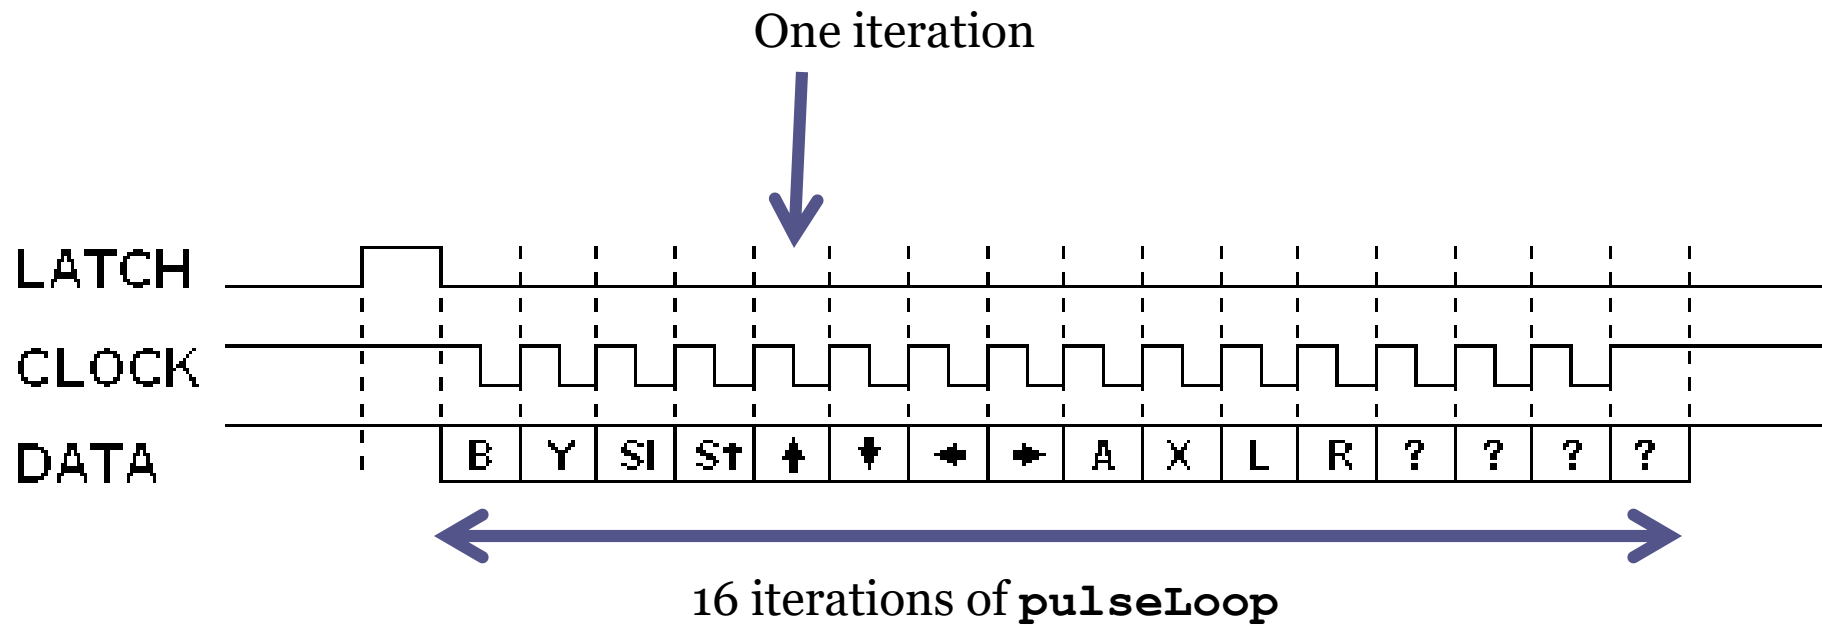 One iteration
LATCH
CLOCK
DATA B Y Sl St ↑ ↓ ← → A X L R ? ? ? ?
16 iterations of pulseLoop